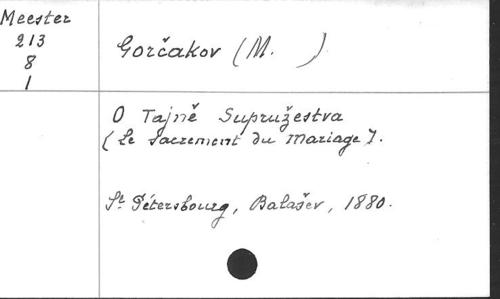 Meester
213
8
1
Gorčakov (M. )
O Tajně Supružestva
(Le Sacrement du Mariage).
St. Pétersbourg, Balašev, 1880.